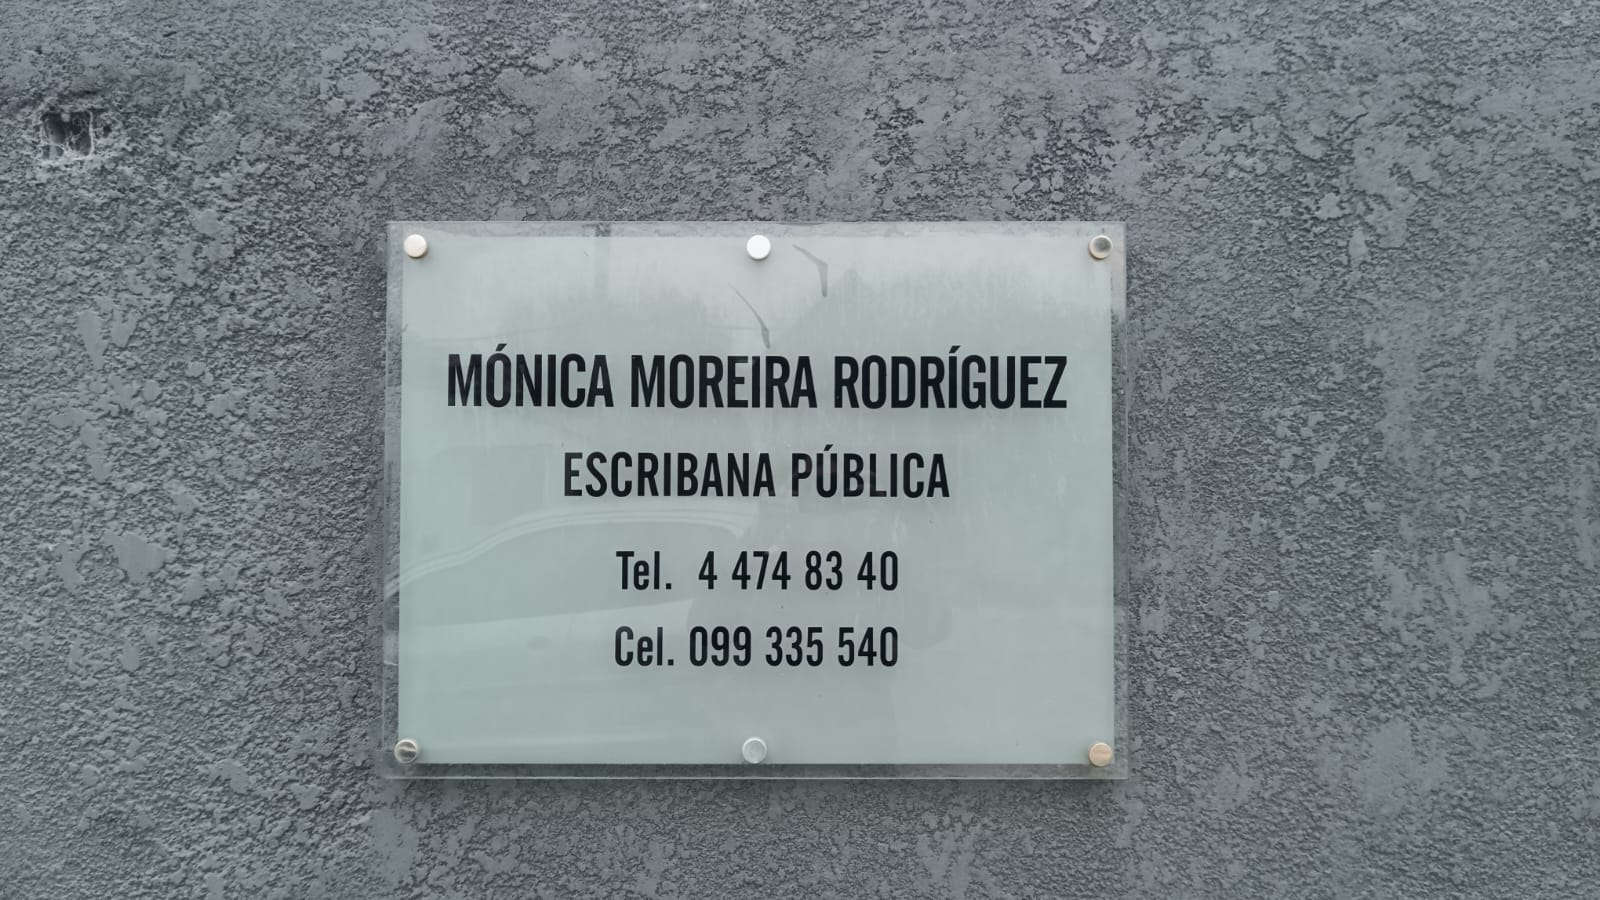 MÓNICA MOREIRA RODRÍGUEZ
ESCRIBANA PÚBLICA
Tel. 4 474 83 40
Cel. 099 335 540